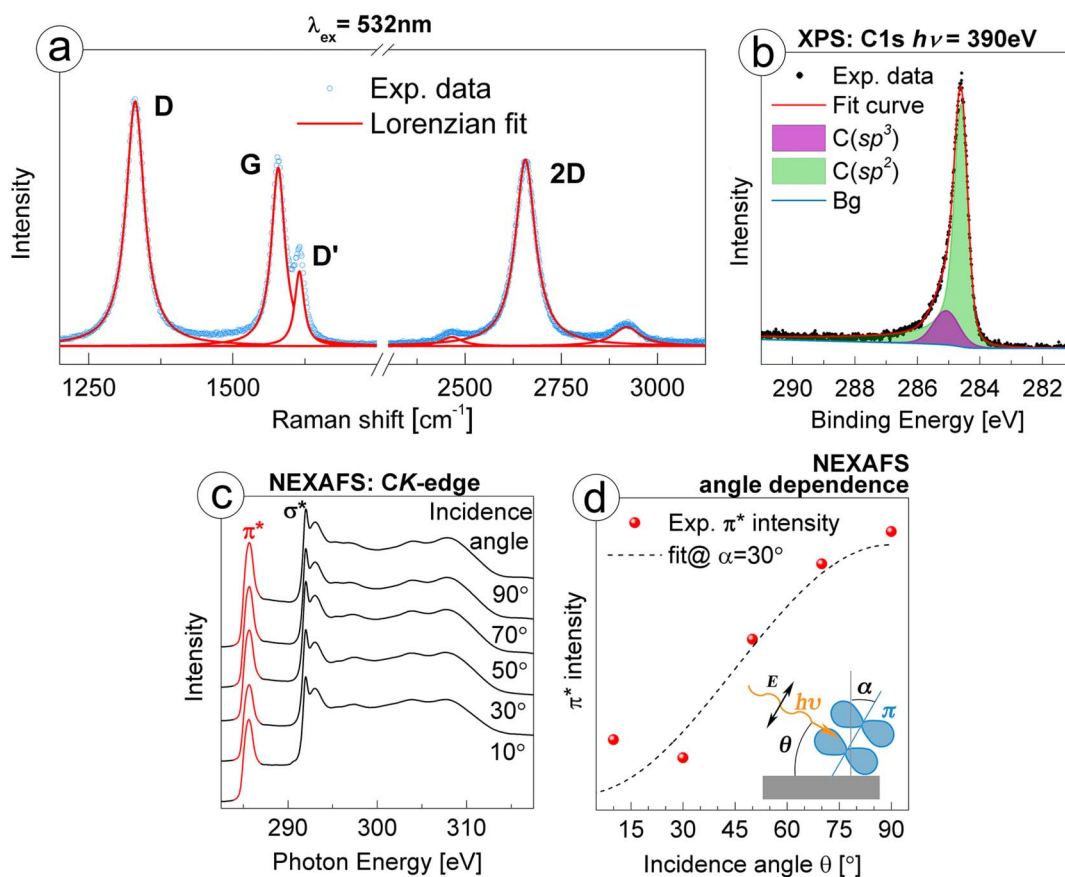 λex = 532nm
a
D
G
D'
2D
Exp. data
Lorenzian fit
Intensity
1250
1500
2500
2750
3000
Raman shift [cm-1]
b
XPS: C1s hν = 390eV
Exp. data
Fit curve
C(sp3)
C(sp2)
Bg
Intensity
290
288
286
284
282
Binding Energy [eV]
c
NEXAFS: CK-edge
π*
σ*
Incidence
angle
90°
70°
50°
30°
10°
Intensity
290
300
310
Photon Energy [eV]
d
NEXAFS
angle dependence
Exp. π* intensity
fit@ α=30°
π* intensity
E
hυ
α
π
θ
15
30
45
60
75
90
Incidence angle θ [°]